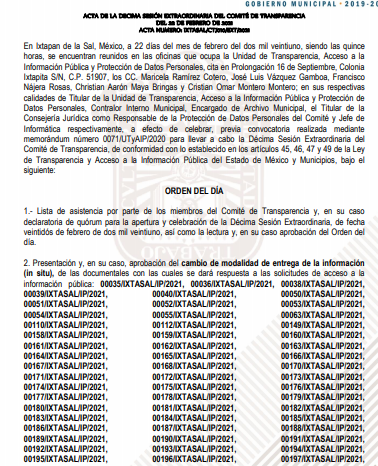 GOBIERNO MUNICIPAL • 2019-20
ACTA DE LA DECIMA SESIÓN EXTRAORDINARIA DEL COMITÉ DE TRANSPARENCIA
DEL 22 DE FEBRERO DE 2021
ACTA NUMERO: IXTASAL/CT/010/EXT/2021
En Ixtapan de la Sal, México, a 22 días del mes de febrero del dos mil veintiuno, siendo las quince
horas, se encuentran reunidos en las oficinas que ocupa la Unidad de Transparencia, Acceso a la
Información Pública y Protección de Datos Personales, cita en Prolongación 16 de Septiembre, Colonia
Ixtapita S/N, C.P. 51907, los CC. Maricela Ramírez Cotero, José Luis Vázquez Gamboa, Francisco
Nájera Rosas, Christian Aarón Maya Bringas y Cristian Omar Montero Montero; en sus respectivas
calidades de Titular de la Unidad de Transparencia, Acceso a la Información Pública y Protección de
Datos Personales, Contralor Interno Municipal, Encargado de Archivo Municipal, el Titular de la
Consejería Jurídica como Responsable de la Protección de Datos Personales del Comité y Jefe de
Informática respectivamente, a efecto de celebrar, previa convocatoria realizada mediante
memorándum número 0071/UTyAIP/2020 para llevar a cabo la Décima Sesión Extraordinaria del
Comité de Transparencia, de conformidad con lo establecido en los artículos 45, 46, 47 y 49 de la Ley
de Transparencia y Acceso a la Información Pública del Estado de México y Municipios, bajo el
siguiente:
ORDEN DEL DÍA
1.- Lista de asistencia por parte de los miembros del Comité de Transparencia y, en su caso
declaratoria de quórum para la apertura y celebración de la Décima Sesión Extraordinaria, de fecha
veintidós de febrero de dos mil veintiuno, así como la lectura y, en su caso aprobación del Orden del
día.
2. Presentación y, en su caso, aprobación del cambio de modalidad de entrega de la información
(in situ), de las documentales con las cuales se dará respuesta a las solicitudes de acceso a la
información pública: 00035/IXTASAL/IP/2021, 00036/IXTASAL/IP/2021, 00038/IXTASAL/IP/2021,
00039/IXTASAL/IP/2021, 00040/IXTASAL/IP/2021, 00050/IXTASAL/IP/2021,
00051/IXTASAL/IP/2021, 00052/IXTASAL/IP/2021, 00053/IXTASAL/IP/2021,
00054/IXTASAL/IP/2021, 00055/IXTASAL/IP/2021, 00063/IXTASAL/IP/2021,
00110/IXTASAL/IP/2021, 00112/IXTASAL/IP/2021, 00149/IXTASAL/IP/2021,
00158/IXTASAL/IP/2021, 00159/IXTASAL/IP/2021, 00160/IXTASAL/IP/2021,
00161/IXTASAL/IP/2021, 00162/IXTASAL/IP/2021, 00163/IXTASAL/IP/2021,
00164/IXTASAL/IP/2021, 00165/IXTASAL/IP/2021, 00166/IXTASAL/IP/2021,
00167/IXTASAL/IP/2021, 00168/IXTASAL/IP/2021, 00170/IXTASAL/IP/2021,
00171/IXTASAL/IP/2021, 00172/IXTASAL/IP/2021, 00173/IXTASAL/IP/2021,
00174/IXTASAL/IP/2021, 00175/IXTASAL/IP/2021, 00176/IXTASAL/IP/2021,
00177/IXTASAL/IP/2021, 00178/IXTASAL/IP/2021, 00179/IXTASAL/IP/2021,
00180/IXTASAL/IP/2021, 00181/IXTASAL/IP/2021, 00182/IXTASAL/IP/2021,
00183/IXTASAL/IP/2021, 00184/IXTASAL/IP/2021, 00185/IXTASAL/IP/2021,
00186/IXTASAL/IP/2021, 00187/IXTASAL/IP/2021, 00188/IXTASAL/IP/2021,
00189/IXTASAL/IP/2021, 00190/IXTASAL/IP/2021, 00191/IXTASAL/IP/2021,
00192/IXTASAL/IP/2021, 00193/IXTASAL/IP/2021, 00194/IXTASAL/IP/2021,
00195/IXTASAL/IP/2021, 00196/IXTASAL/IP/2021, 00197/IXTASAL/IP/2021,